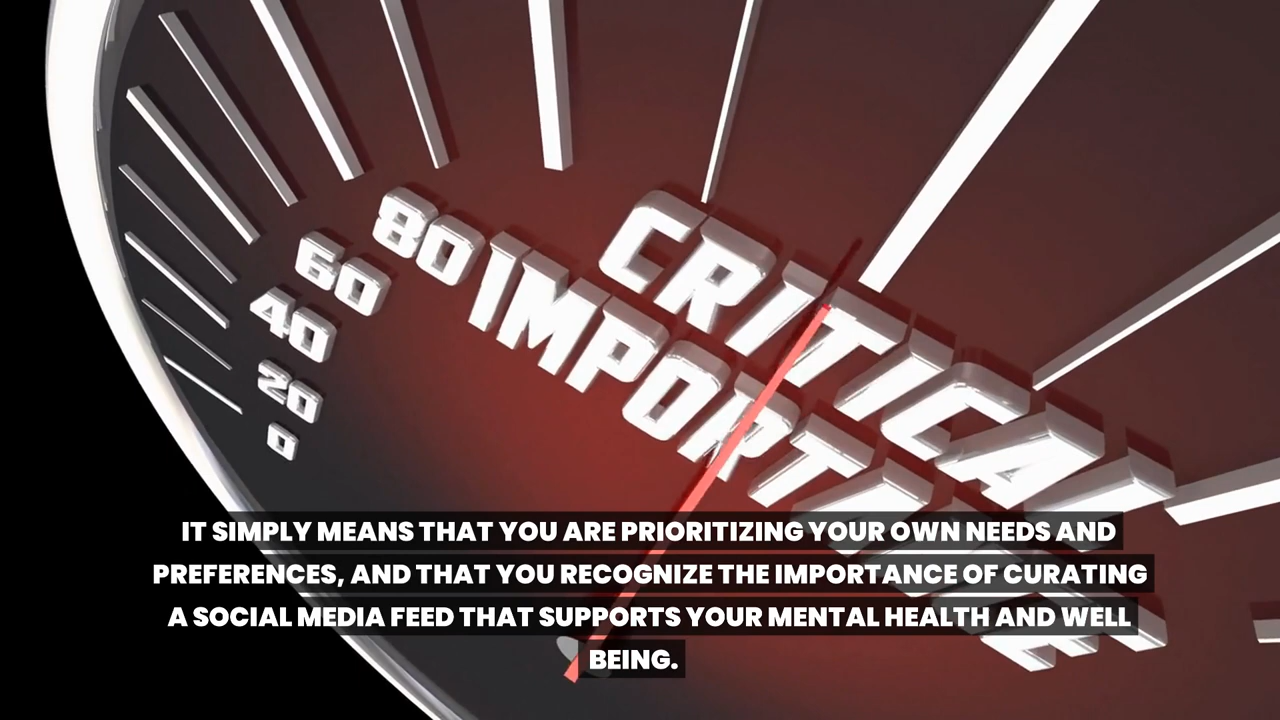 CRITICAL
80
60
40
20
0
IT SIMPLY MEANS THAT YOU ARE PRIORITIZING YOUR OWN NEEDS AND
PREFERENCES, AND THAT YOU RECOGNIZE THE IMPORTANCE OF CURATING
A SOCIAL MEDIA FEED THAT SUPPORTS YOUR MENTAL HEALTH AND WELL
BEING.